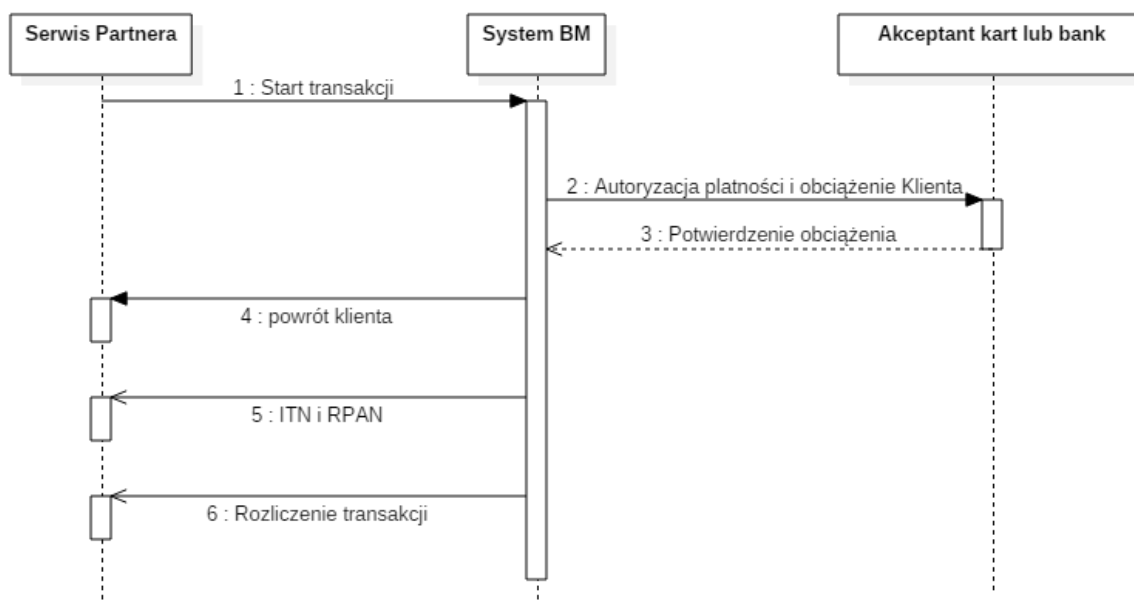 Serwis Partnera
System BM
Akceptant kart lub bank
1 : Start transakcji
2 : Autoryzacja płatności i obciążenie Klienta
3 : Potwierdzenie obciążenia
4 : powrót klienta
5 : ITN i RPAN
6 : Rozliczenie transakcji